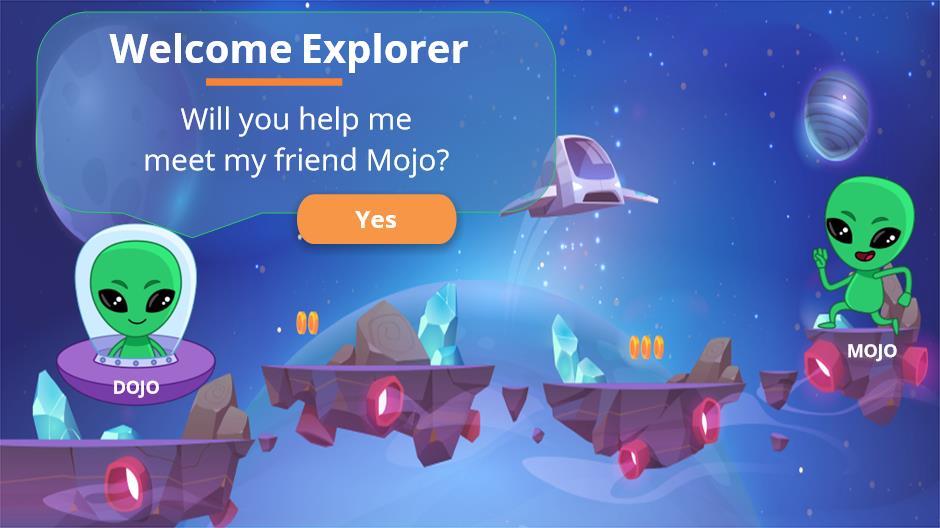 Welcome Explorer
Will you help me
meet my friend Mojo?
Yes
DOJO
MOJO